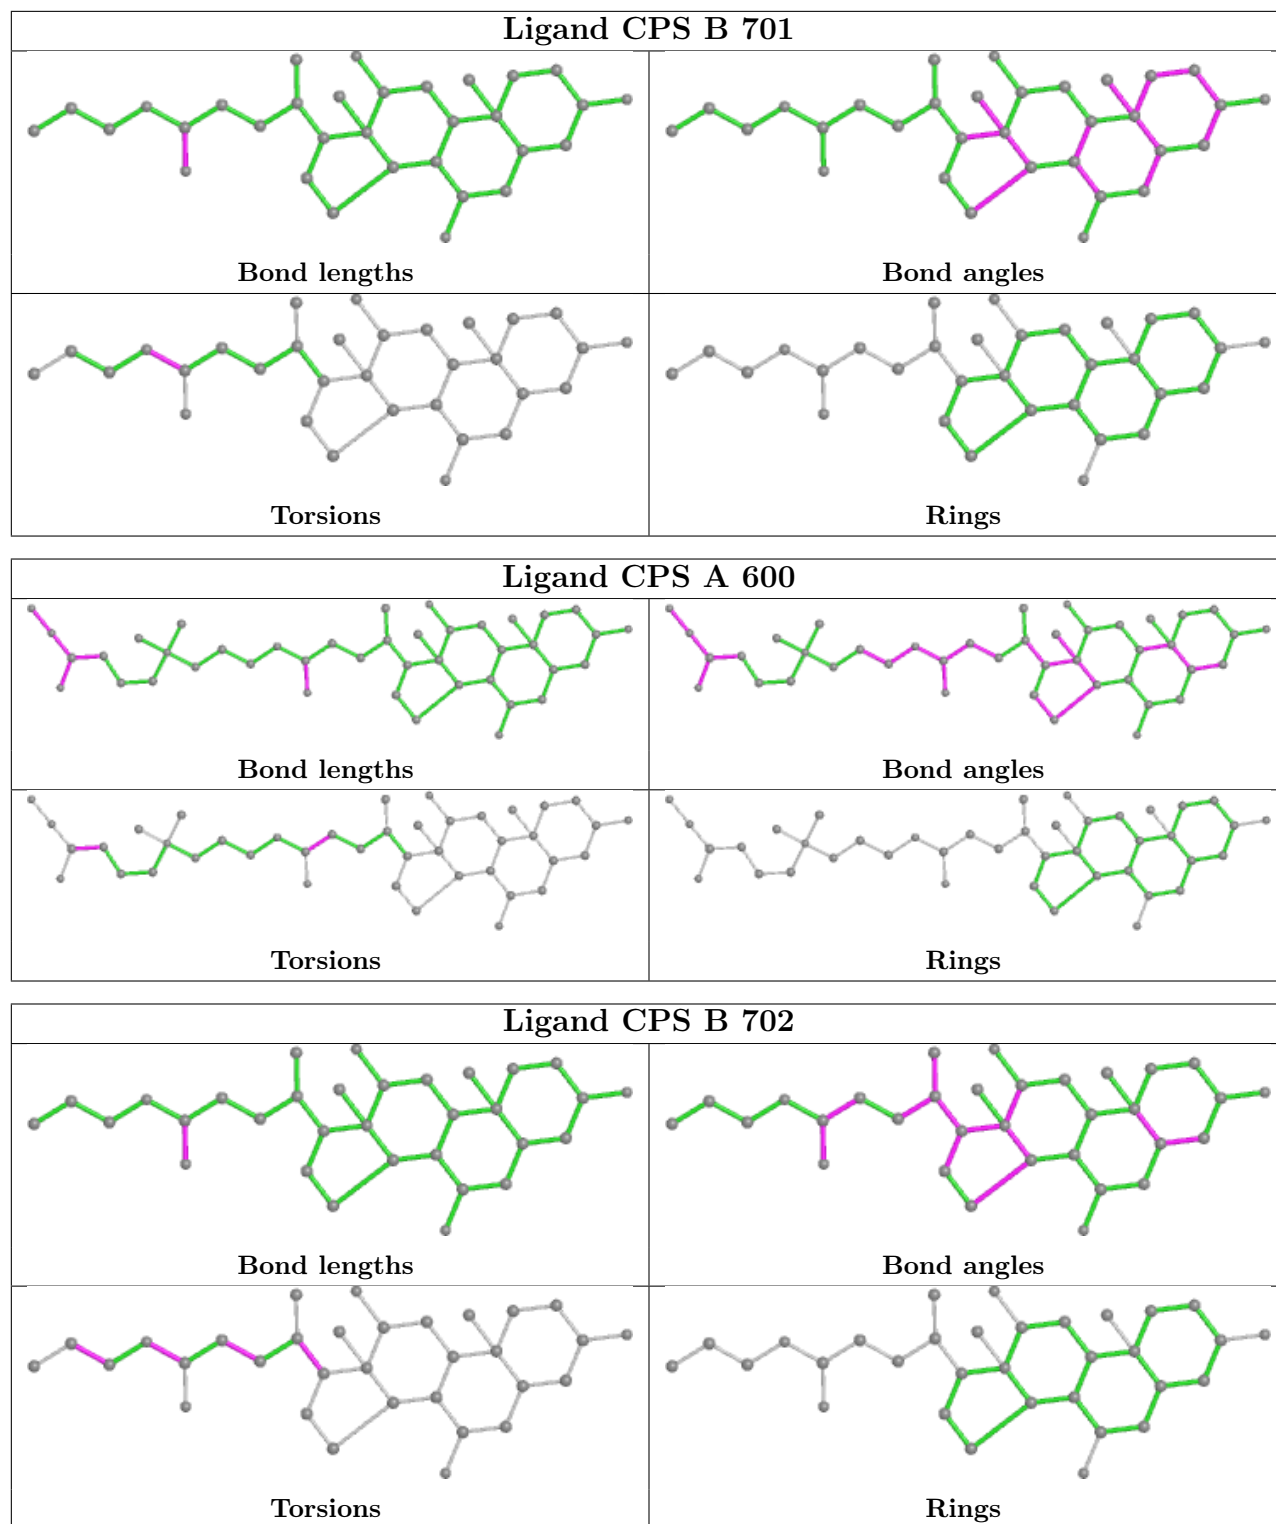 Ligand CPS B 701
Bond lengths
Bond angles
Torsions
Rings
Ligand CPS A 600
Bond lengths
Bond angles
Torsions
Rings
Ligand CPS B 702
Bond lengths
Bond angles
Torsions
Rings